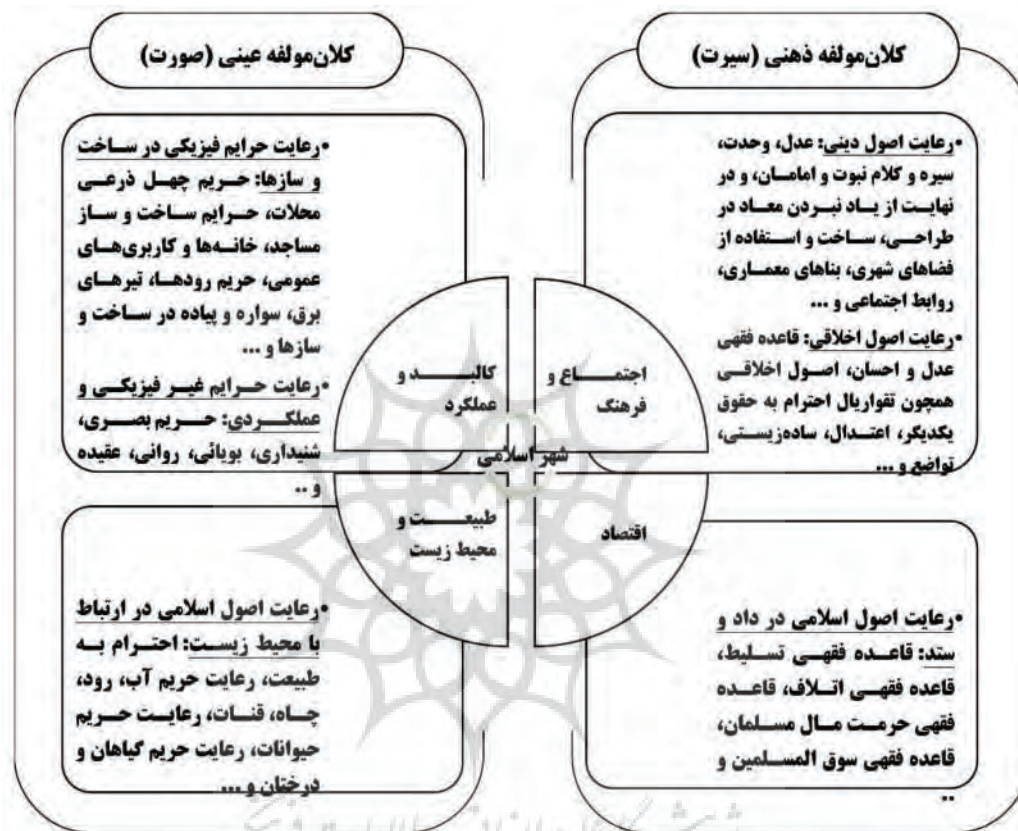 کلان‌مولفه ذهنی (سیرت)
•رعایت اصول دینی: عدل، وحدت،
سیره و کلام نبوت و امامان، و در
نهایت از یاد نبردن معاد در
طراحی، ساخت و استفاده از
فضاهای شهری، بناهای معماری،
روابط اجتماعی و ...
•رعایت اصول اخلاقی: قاعده فقهی
عدل و احسان، اصول اخلاقی
همچون تقواریال احترام به حقوق
یکدیگر، اعتدال، ساده‌زیستی،
تواضع و ...
•رعایت اصول اسلامی در داد و
ستد: قاعده فقهی تسلیط،
قاعده فقهی اتلاف، قاعده
فقهی حرمت مال مسلمان،
قاعده فقهی سوق المسلمین و
..
اجتماع و
فرهنگ
اقتصاد
شهر اسلامی
کالبد و
عملکرد
طبیعت و
محیط زیست
کلان‌مولفه عینی (صورت)
•رعایت حرایم فیزیکی در ساخت
و سازها: حریم چهل ذرعی
محلات، حرایم ساخت و ساز
مساجد، خانه‌ها و کاربری‌های
عمومی، حریم رودها، تیرهای
برق، سواره و پیاده در ساخت و
سازها و ...
•رعایت حرایم غیر فیزیکی و
عملکردی: حریم بصری،
شنیداری، بویائی، روانی، عقیده
و ..
•رعایت اصول اسلامی در ارتباط
با محیط زیست: احترام به
طبیعت، رعایت حریم آب، رود،
چاه، قنات، رعایت حریم
حیوانات، رعایت حریم گیاهان و
درختان و ...